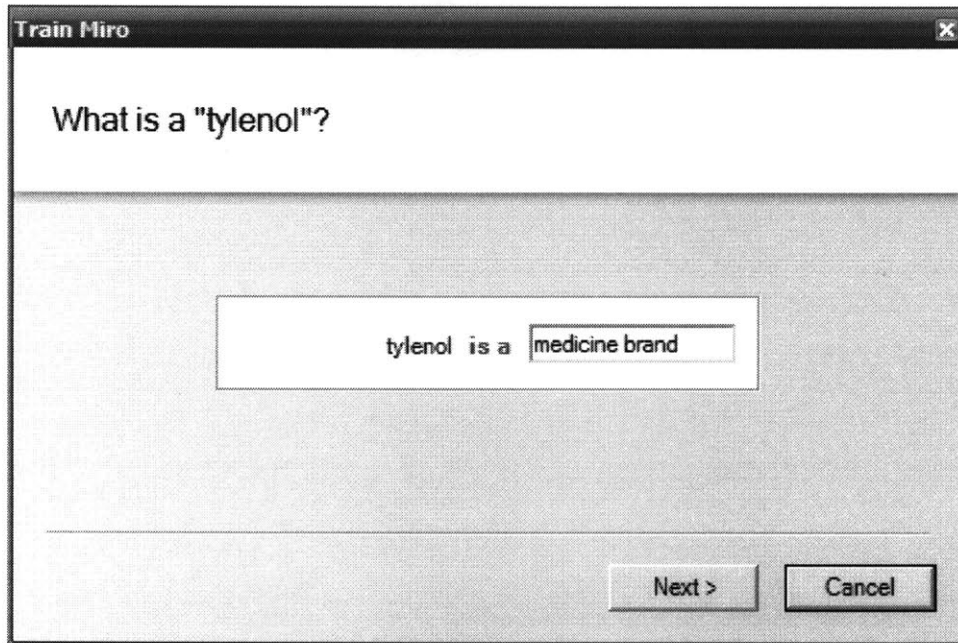 Train Miro
What is a "tylenol"?
tylenol is a medicine brand
Next > Cancel